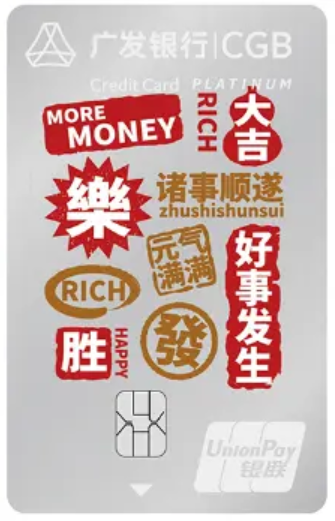 广发银行|CGB
Credit Card PLATINUM
MORE
MONEY
RICH
大吉
樂
诸事顺遂
zhushishunsui
元气
满满
好事发生
RICH
發
胜
HAPPY
UnionPay
银联